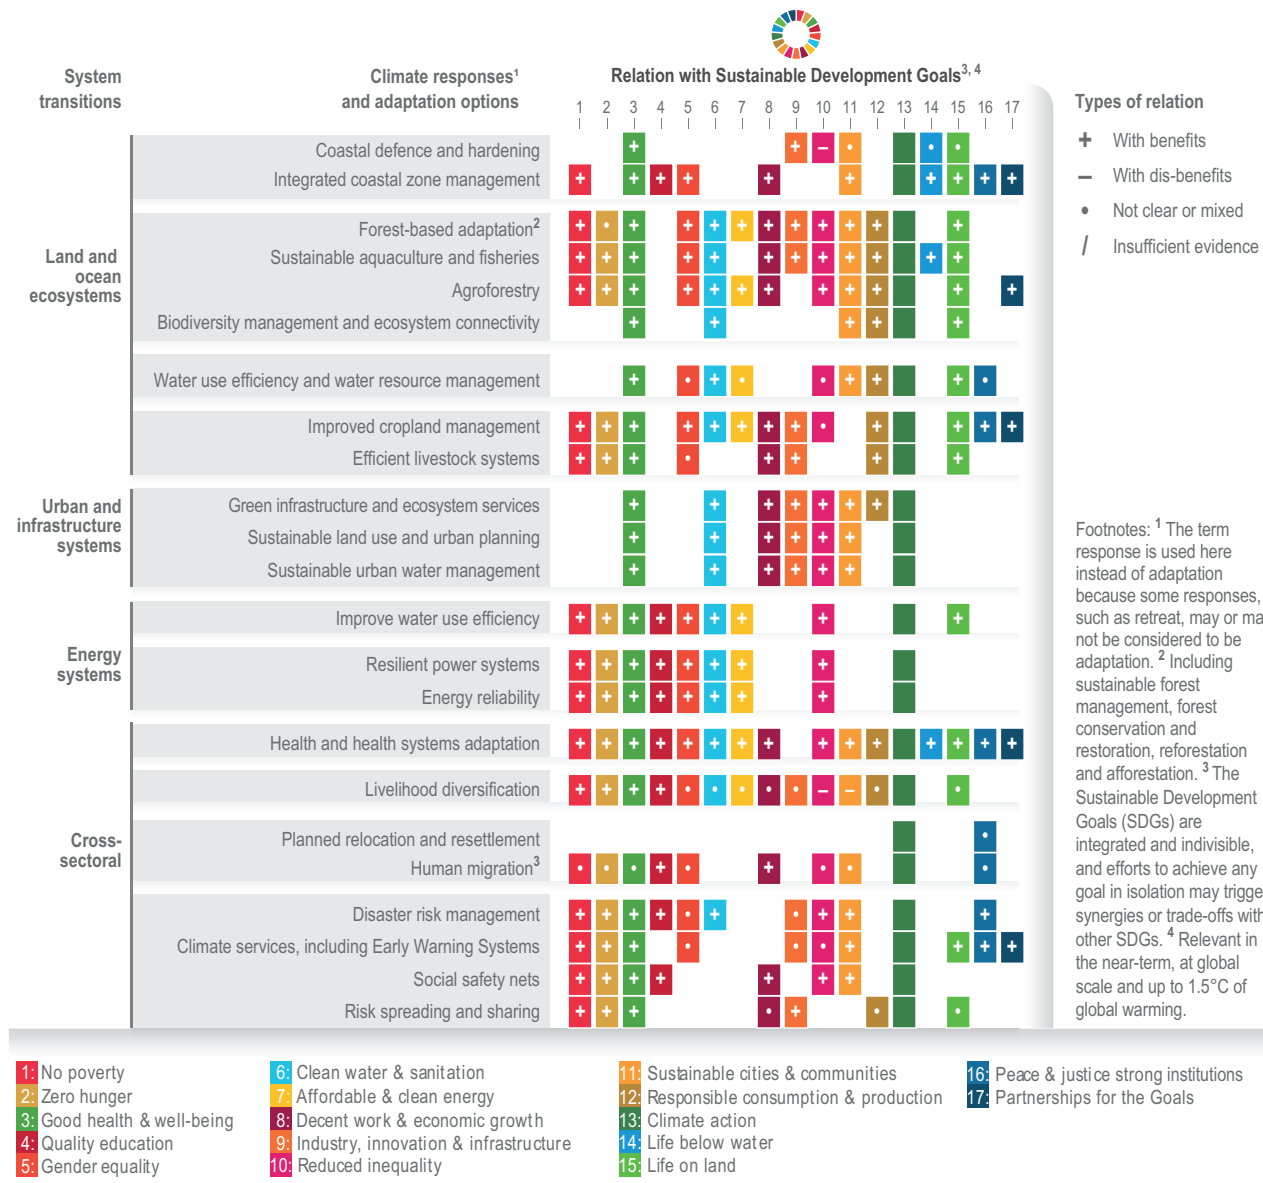 System
transitions
Climate responses¹
and adaptation options
Relation with Sustainable Development Goals³, ⁴
1 2 3 4 5 6 7 8 9 10 11 12 13 14 15 16 17
Types of relation
+ With benefits
– With dis-benefits
• Not clear or mixed
/ Insufficient evidence
Land and
ocean
ecosystems
Coastal defence and hardening
+ + – • • •
Integrated coastal zone management
+ + + + + + + + + +
Forest-based adaptation²
+ • + + + + + + + + + +
Sustainable aquaculture and fisheries
+ + + + + + + + + + + +
Agroforestry
+ + + + + + + + + + + +
Biodiversity management and ecosystem connectivity
+ + + + +
Water use efficiency and water resource management
+ • + • • + + + •
Improved cropland management
+ + + + + + + + • + + + +
Efficient livestock systems
+ + + • + + + +
Urban and
infrastructure
systems
Green infrastructure and ecosystem services
+ + + + + + +
Sustainable land use and urban planning
+ + + + + +
Sustainable urban water management
+ + + + + +
Energy
systems
Improve water use efficiency
+ + + + + + + + +
Resilient power systems
+ + + + + + + +
Energy reliability
+ + + + + + + +
Cross-
sectoral
Health and health systems adaptation
+ + + + + + + + + + + + + + +
Livelihood diversification
+ + + + • • • • • – – • •
Planned relocation and resettlement
•
Human migration³
• • • + • + • • •
Disaster risk management
+ + + + • + • + + +
Climate services, including Early Warning Systems
+ + + • • • + + + +
Social safety nets
+ + + + + + +
Risk spreading and sharing
+ + + • + • •
Footnotes: ¹ The term
response is used here
instead of adaptation
because some responses,
such as retreat, may or ma
not be considered to be
adaptation. ² Including
sustainable forest
management, forest
conservation and
restoration, reforestation
and afforestation. ³ The
Sustainable Development
Goals (SDGs) are
integrated and indivisible,
and efforts to achieve any
goal in isolation may trigge
synergies or trade-offs with
other SDGs. ⁴ Relevant in
the near-term, at global
scale and up to 1.5°C of
global warming.
1: No poverty
2: Zero hunger
3: Good health & well-being
4: Quality education
5: Gender equality
6: Clean water & sanitation
7: Affordable & clean energy
8: Decent work & economic growth
9: Industry, innovation & infrastructure
10: Reduced inequality
11: Sustainable cities & communities
12: Responsible consumption & production
13: Climate action
14: Life below water
15: Life on land
16: Peace & justice strong institutions
17: Partnerships for the Goals